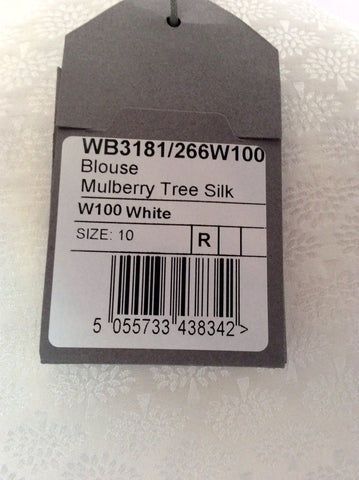 WB3181/266W100
Blouse
Mulberry Tree Silk
W100 White
SIZE: 10 R
5 055733 438342 >